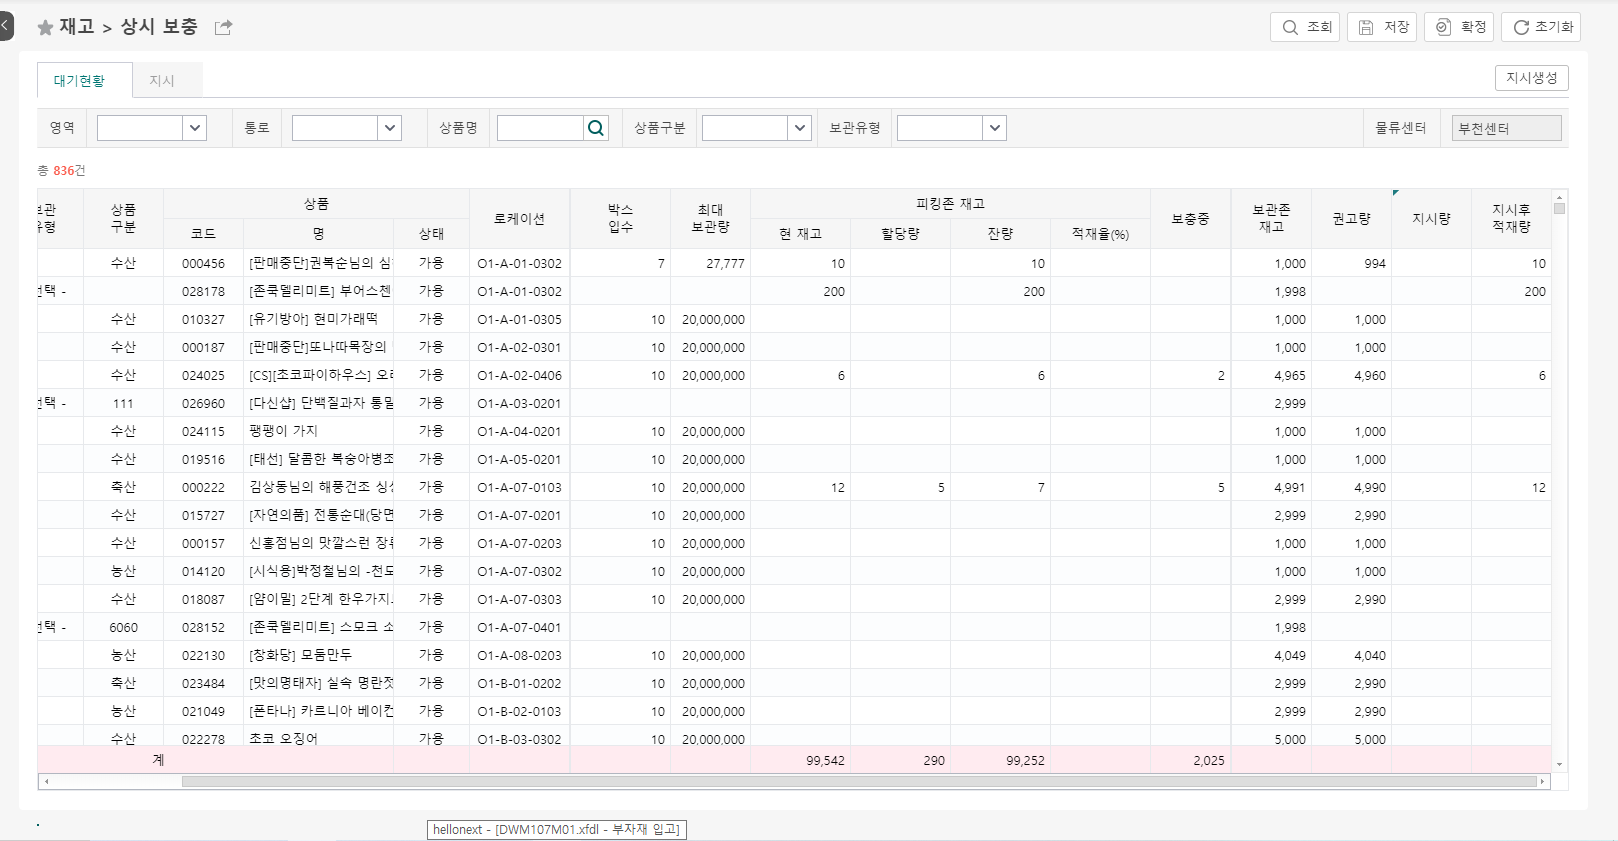 재고 > 상시 보충
조회 저장 확정 초기화
대기현황 지시 지시생성
영역 통로 상품명 상품구분 보관유형 물류센터 부천센터
총 836건
상품 구분 상품 로케이션 박스 입수 최대 보관량 피킹존 재고 보충중 보관존 재고 권고량 지시량 지시후 적재량
코드 명 상태 현 재고 할당량 잔량 적재율(%)
수산 000456 [판매중단]권복순님의 가용 O1-A-01-0302 7 27,777 10 10 1,000 994 10
선택 - 028178 [존쿡델리미트] 부어스첸 가용 O1-A-01-0302 200 200 1,998 200
수산 010327 [유기방아] 현미가래떡 가용 O1-A-01-0305 10 20,000,000 1,000 1,000
수산 000187 [판매중단]또나따목장의 가용 O1-A-02-0301 10 20,000,000 1,000 1,000
수산 024025 [CS][초코파이하우스] 가용 O1-A-02-0406 10 20,000,000 6 6 2 4,965 4,960 6
선택 - 111 026960 [다신샵] 단백질과자 통밀 가용 O1-A-03-0201 2,999
수산 024115 팽팽이 가지 가용 O1-A-04-0201 10 20,000,000 1,000 1,000
수산 019516 [태선] 달콤한 복숭아병조 가용 O1-A-05-0201 10 20,000,000 1,000 1,000
축산 000222 김상동님의 해풍건조 싱싱 가용 O1-A-07-0103 10 20,000,000 12 5 7 5 4,991 4,990 12
수산 015727 [자연의품] 전통순대(당면 가용 O1-A-07-0201 10 20,000,000 2,999 2,990
수산 000157 신홍점님의 맛깔스런 장류 가용 O1-A-07-0203 10 20,000,000 1,000 1,000
농산 014120 [시식용]박정철님의 -천도 가용 O1-A-07-0302 10 20,000,000 1,000 1,000
수산 018087 [얌이밀] 2단계 한우가지 가용 O1-A-07-0303 10 20,000,000 2,999 2,990
선택 - 6060 028152 [존쿡델리미트] 스모크 소 가용 O1-A-07-0401 1,998
농산 022130 [창화당] 모둠만두 가용 O1-A-08-0203 10 20,000,000 4,049 4,040
축산 023484 [맛의명태자] 실속 명란젓 가용 O1-B-01-0202 10 20,000,000 2,999 2,990
농산 021049 [폰타나] 카르니아 베이컨 가용 O1-B-02-0103 10 20,000,000 2,999 2,990
수산 022278 초코 오징어 가용 O1-B-03-0302 10 20,000,000 5,000 5,000
계 99,542 290 99,252 2,025
hellonext - [DWM107M01.xfdl - 부자재 입고]